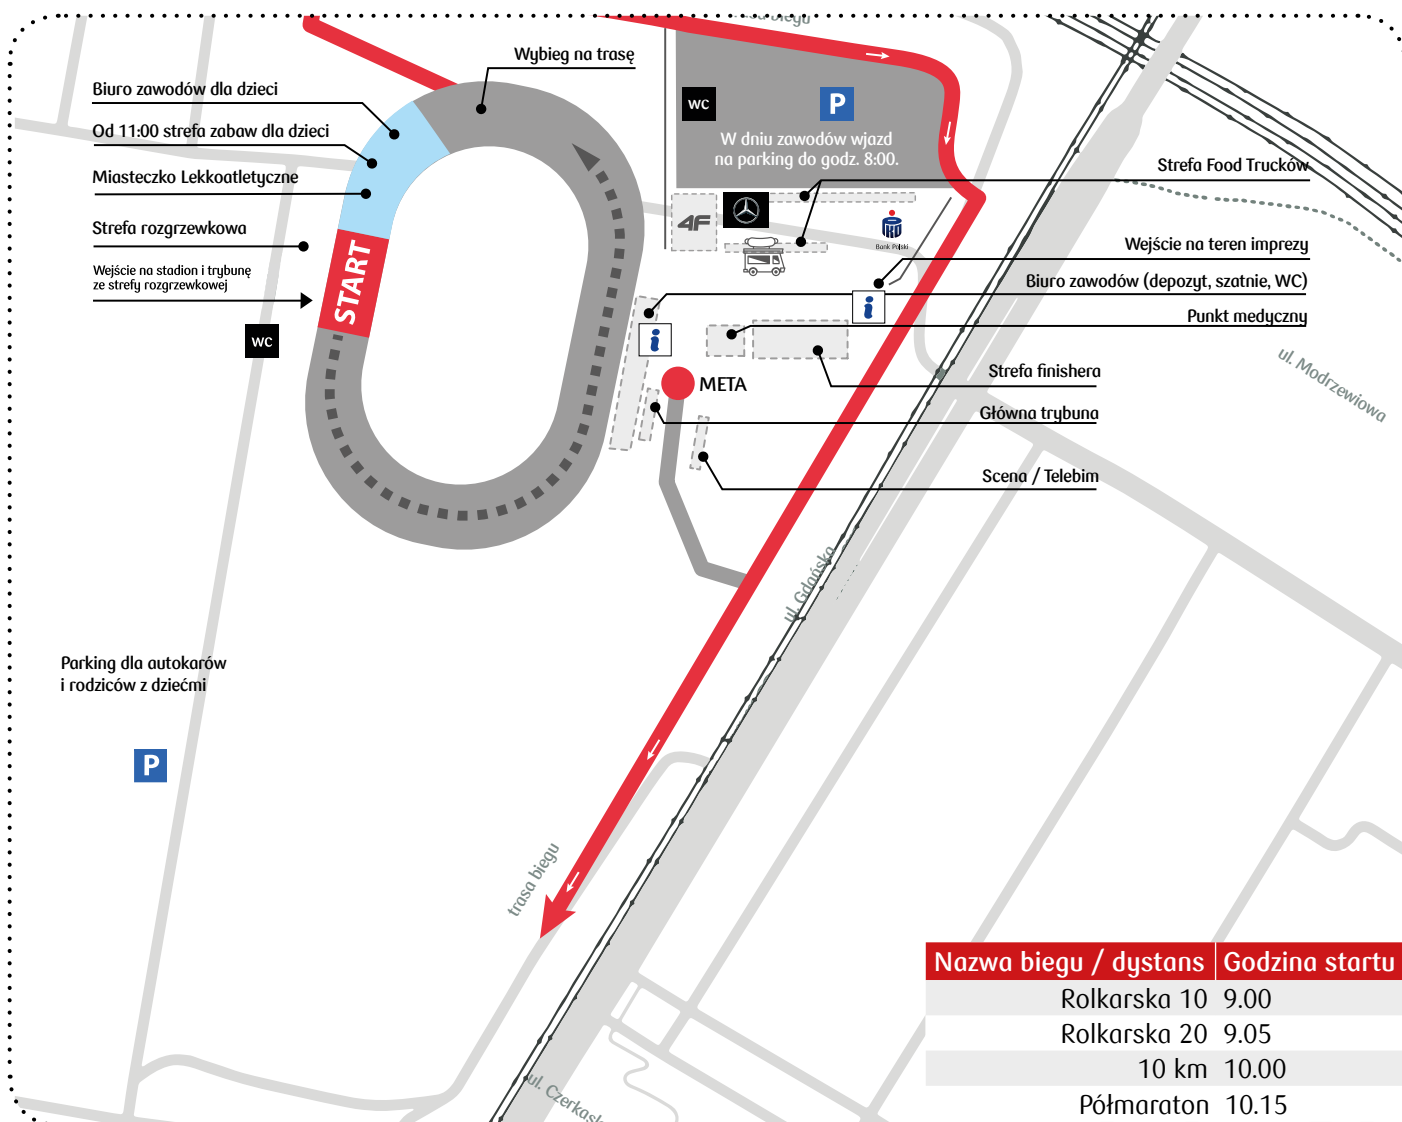 trasa biegu
Wybieg na trasę
Biuro zawodów dla dzieci
Od 11:00 strefa zabaw dla dzieci
Miasteczko Lekkoatletyczne
Strefa rozgrzewkowa
Wejście na stadion i trybunę
ze strefy rozgrzewkowej
START
WC
WC
P
W dniu zawodów wjazd
na parking do godz. 8:00.
4F
Bank Polski
Strefa Food Trucków
Wejście na teren imprezy
Biuro zawodów (depozyt, szatnie, WC)
Punkt medyczny
i
i
META
Strefa finishera
Główna trybuna
Scena / Telebim
ul. Modrzewiowa
ul. Gdańska
Parking dla autokarów
i rodziców z dziećmi
P
trasa biegu
Nazwa biegu / dystans Godzina startu
Rolkarska 10 9.00
Rolkarska 20 9.05
10 km 10.00
Półmaraton 10.15